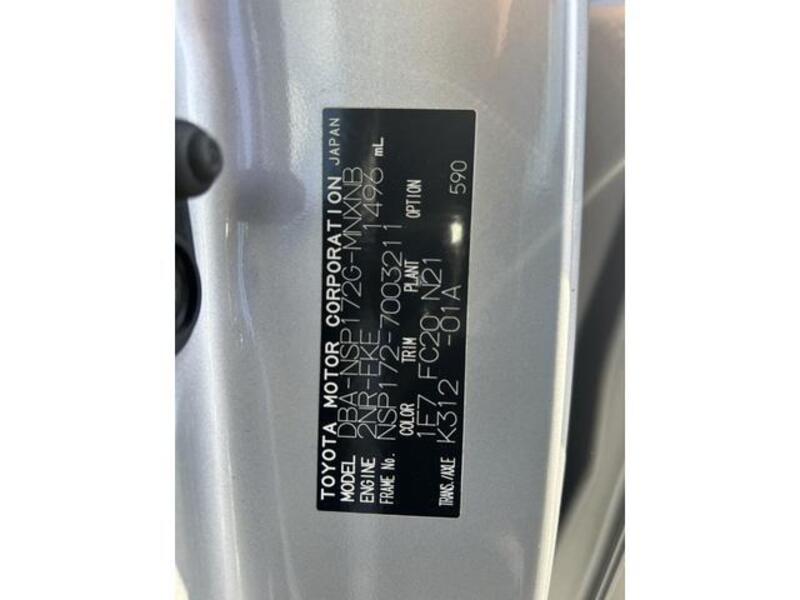 TOYOTA MOTOR CORPORATION JAPAN
MODEL DBA-NSP172G-MNXNB
ENGINE 2NR-FKE 1496 mL
FRAME No. NSP172-7003211
COLOR TRIM PLANT OPTION
1F7 FC20 N21 590
TRANS./AXLE K312 -01A